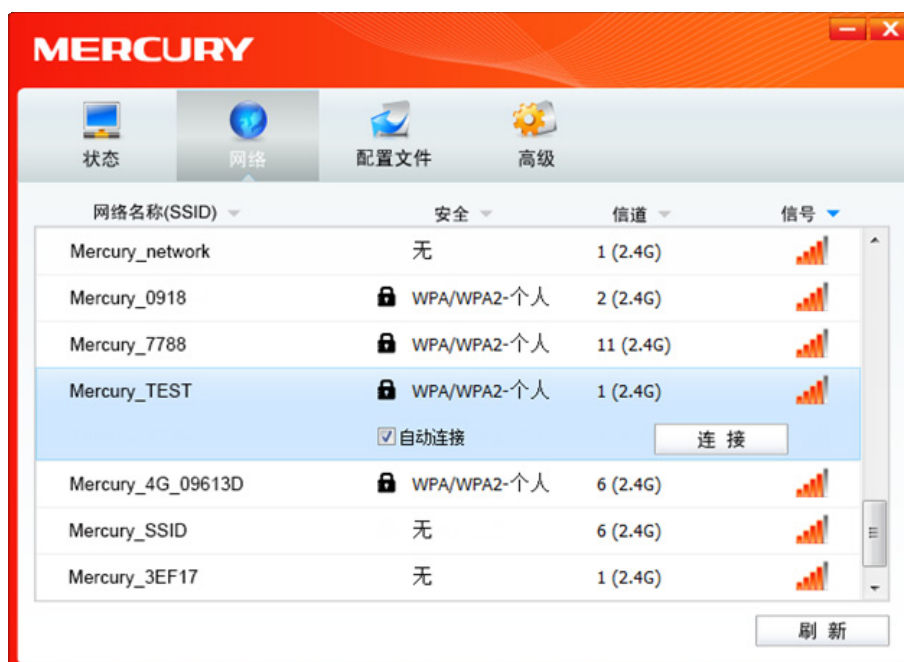 MERCURY
状态 网络 配置文件 高级
网络名称(SSID) 安全 信道 信号
Mercury_network 无 1 (2.4G)
Mercury_0918 WPA/WPA2-个人 2 (2.4G)
Mercury_7788 WPA/WPA2-个人 11 (2.4G)
Mercury_TEST WPA/WPA2-个人 1 (2.4G)
自动连接 连 接
Mercury_4G_09613D WPA/WPA2-个人 6 (2.4G)
Mercury_SSID 无 6 (2.4G)
Mercury_3EF17 无 1 (2.4G)
刷 新